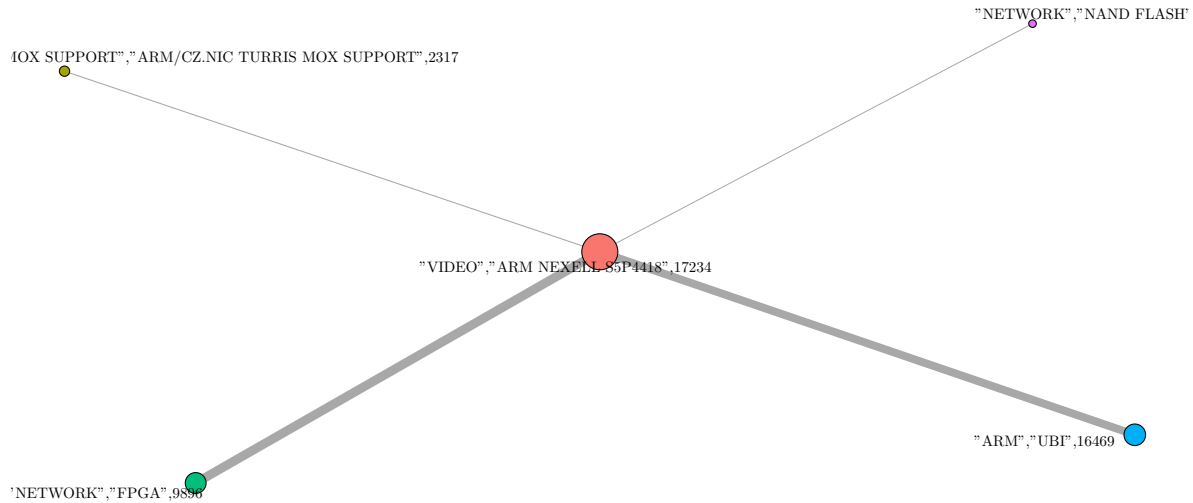 "NETWORK","NAND FLASH"
MOX SUPPORT","ARM/CZ.NIC TURRIS MOX SUPPORT",2317
"VIDEO","ARM NEXELL S5P4418",17234
"ARM","UBI",16469
"NETWORK","FPGA",9896